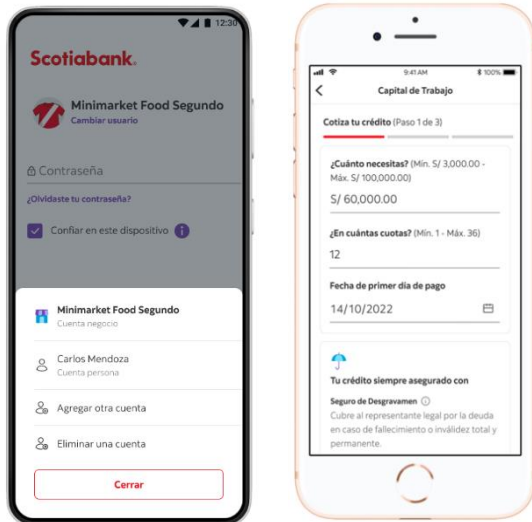 12:30
Scotiabank.
Minimarket Food Segundo
Cambiar usuario
Contraseña
¿Olvidaste tu contraseña?
Confiar en este dispositivo
Minimarket Food Segundo
Cuenta negocio
Carlos Mendoza
Cuenta persona
Agregar otra cuenta
Eliminar una cuenta
Cerrar
9:41 AM
100%
Capital de Trabajo
Cotiza tu crédito (Paso 1 de 3)
¿Cuánto necesitas? (Min. S/ 3,000.00 -
Máx. S/ 100,000.00)
S/ 60,000.00
¿En cuántas cuotas? (Min. 1 - Máx. 36)
12
Fecha de primer día de pago
14/10/2022
Tu crédito siempre asegurado con
Seguro de Desgravamen
Cubre al representante legal por la deuda
en caso de fallecimiento o inválidez total y
permanente.